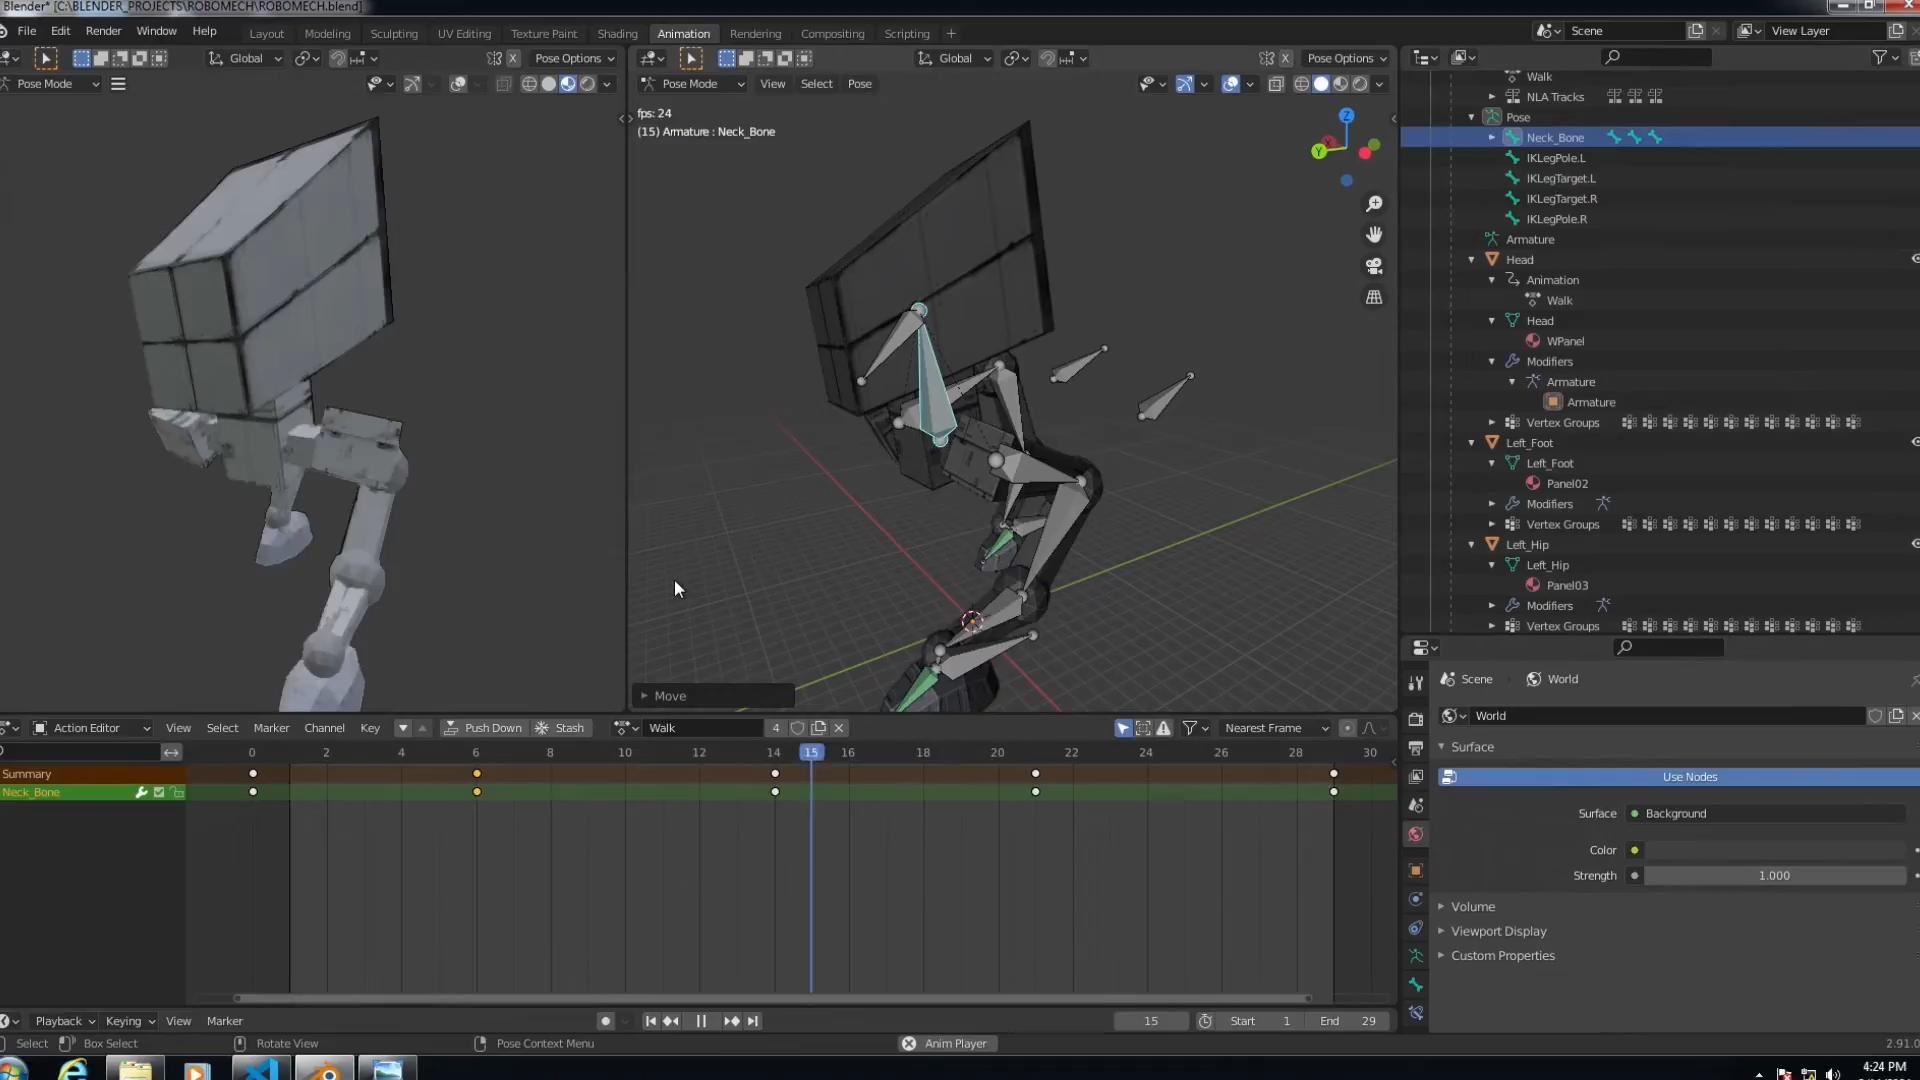 Blender* [C:\BLENDER_PROJECTS\ROBOMECH\ROBOMECH.blend]
File Edit Render Window Help Layout Modeling Sculpting UV Editing Texture Paint Shading Animation Rendering Compositing Scripting + Scene View Layer
Global Pose Options Global Pose Options
Pose Mode Pose Mode View Select Pose
fps: 24
(15) Armature : Neck_Bone
Z
Y
Move
Walk
NLA Tracks
Pose
Neck_Bone
IKLegPole.L
IKLegTarget.L
IKLegTarget.R
IKLegPole.R
Armature
Head
Animation
Walk
Head
WPanel
Modifiers
Armature
Armature
Vertex Groups
Left_Foot
Left_Foot
Panel02
Modifiers
Vertex Groups
Left_Hip
Left_Hip
Panel03
Modifiers
Vertex Groups
Scene World
World
Surface
Use Nodes
Surface Background
Color
Strength 1.000
Volume
Viewport Display
Custom Properties
Action Editor View Select Marker Channel Key Push Down Stash Walk 4 Nearest Frame
0 2 4 6 8 10 12 14 15 16 18 20 22 24 26 28 30
Summary
Neck_Bone
Playback Keying View Marker 15 Start 1 End 29
Select Box Select Rotate View Pose Context Menu Anim Player 2.91.0
4:24 PM